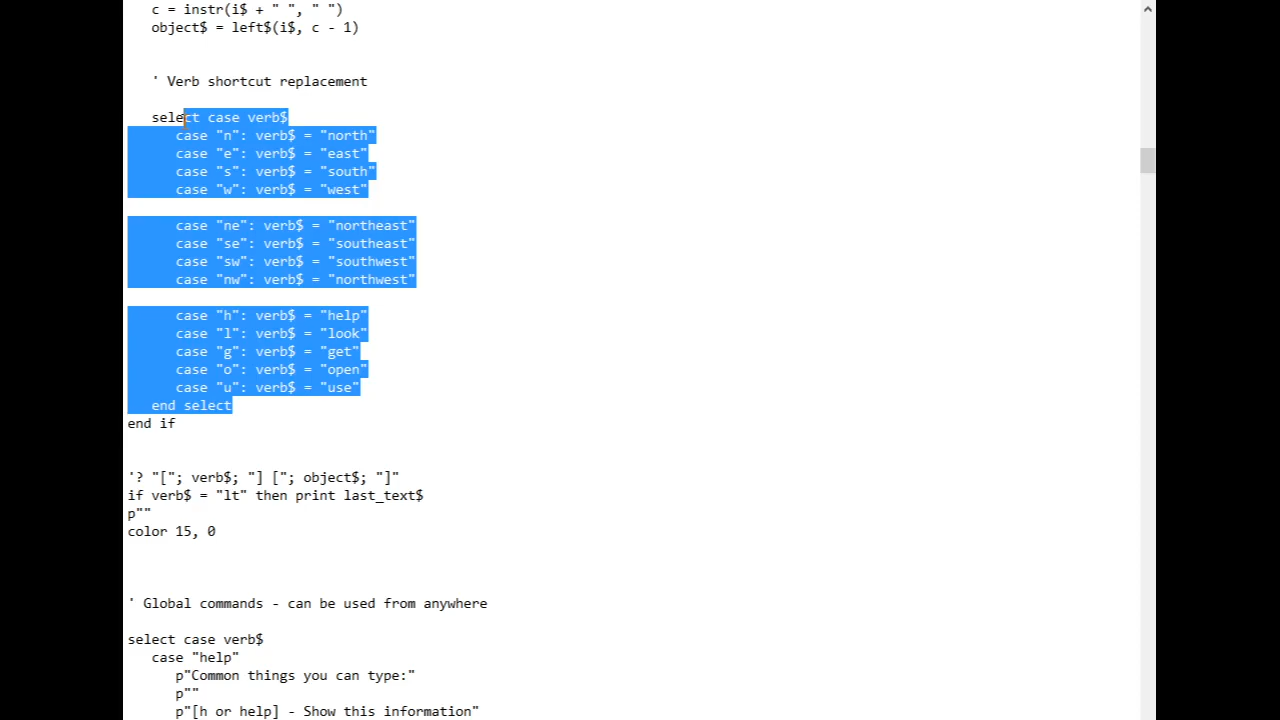 c = instr(i$ + " ", " ")
object$ = left$(i$, c - 1)
' Verb shortcut replacement
select case verb$
case "n": verb$ = "north"
case "e": verb$ = "east"
case "s": verb$ = "south"
case "w": verb$ = "west"
case "ne": verb$ = "northeast"
case "se": verb$ = "southeast"
case "sw": verb$ = "southwest"
case "nw": verb$ = "northwest"
case "h": verb$ = "help"
case "l": verb$ = "look"
case "g": verb$ = "get"
case "o": verb$ = "open"
case "u": verb$ = "use"
end select
end if
'? "["; verb$; "] ["; object$; "]"
if verb$ = "lt" then print last_text$
p""
color 15, 0
' Global commands - can be used from anywhere
select case verb$
case "help"
p"Common things you can type:"
p""
p"[h or help] - Show this information"